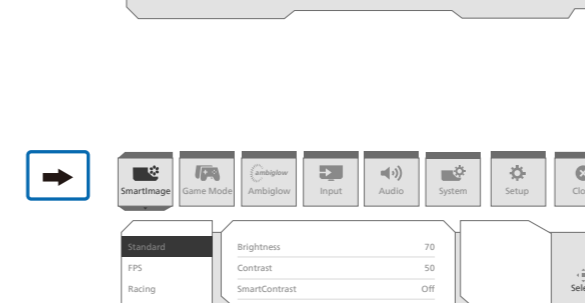 ambiglow
SmartImage Game Mode Ambiglow Input Audio System Setup
Standard Brightness 70
FPS Contrast 50
Racing SmartContrast Off